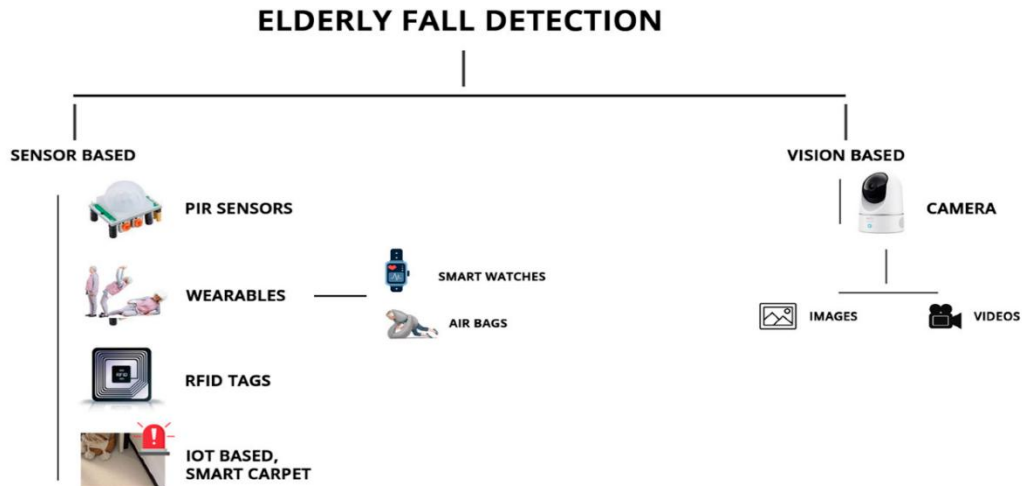 ELDERLY FALL DETECTION
SENSOR BASED
VISION BASED
PIR SENSORS
CAMERA
WEARABLES
SMART WATCHES
AIR BAGS
IMAGES
VIDEOS
RFID TAGS
IOT BASED,
SMART CARPET